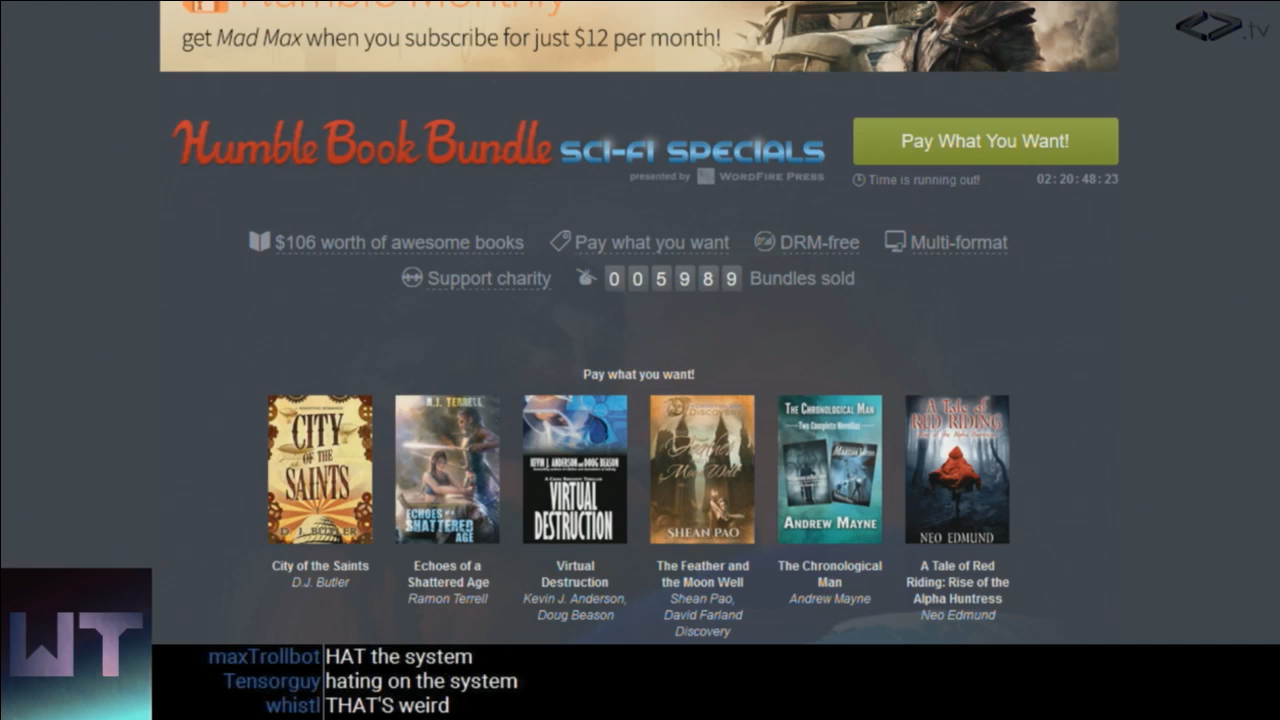 Humble Monthly
get Mad Max when you subscribe for just $12 per month!
.tv
Humble Book Bundle SCI-FI SPECIALS
presented by WORDFIRE PRESS
Pay What You Want!
Time is running out! 02:20:48:23
$106 worth of awesome books Pay what you want DRM-free Multi-format
Support charity 005989 Bundles sold
Pay what you want!
CITY OF THE SAINTS
D. J. BUTLER
R.J. TERRELL
ECHOES OF A SHATTERED AGE
KEVIN J. ANDERSON AND DOUG BEASON
VIRTUAL DESTRUCTION
SHEAN PAO
THE CHRONOLOGICAL MAN
Two Complete Novellas
ANDREW MAYNE
A Tale of RED RIDING
NEO EDMUND
City of the Saints
D.J. Butler
Echoes of a
Shattered Age
Ramon Terrell
Virtual
Destruction
Kevin J. Anderson,
Doug Beason
The Feather and
the Moon Well
Shean Pao,
David Farland
Discovery
The Chronological
Man
Andrew Mayne
A Tale of Red
Riding: Rise of the
Alpha Huntress
Neo Edmund
WT
maxTrollbot HAT the system
Tensorguy hating on the system
whistl THAT'S weird